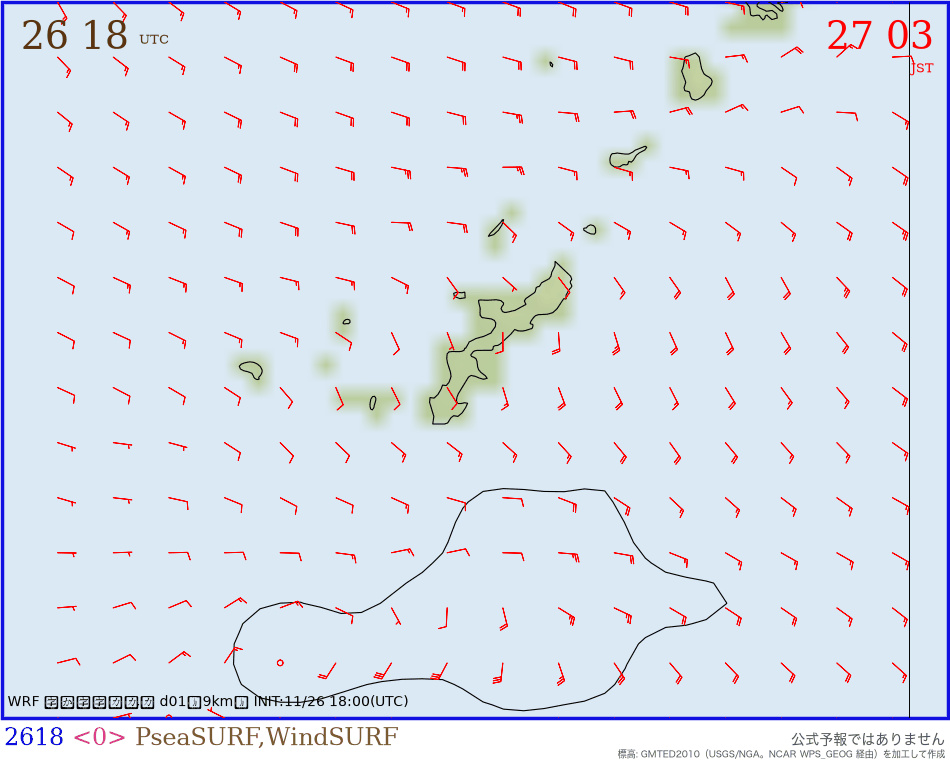 26 18 UTC
27 03
JST
WRF d01 9km INIT:11/26 18:00(UTC)
2618 <0> PseaSURF,WindSURF
公式予報ではありません
標高: GMTED2010（USGS/NGA。NCAR WPS_GEOG 経由）を加工して作成